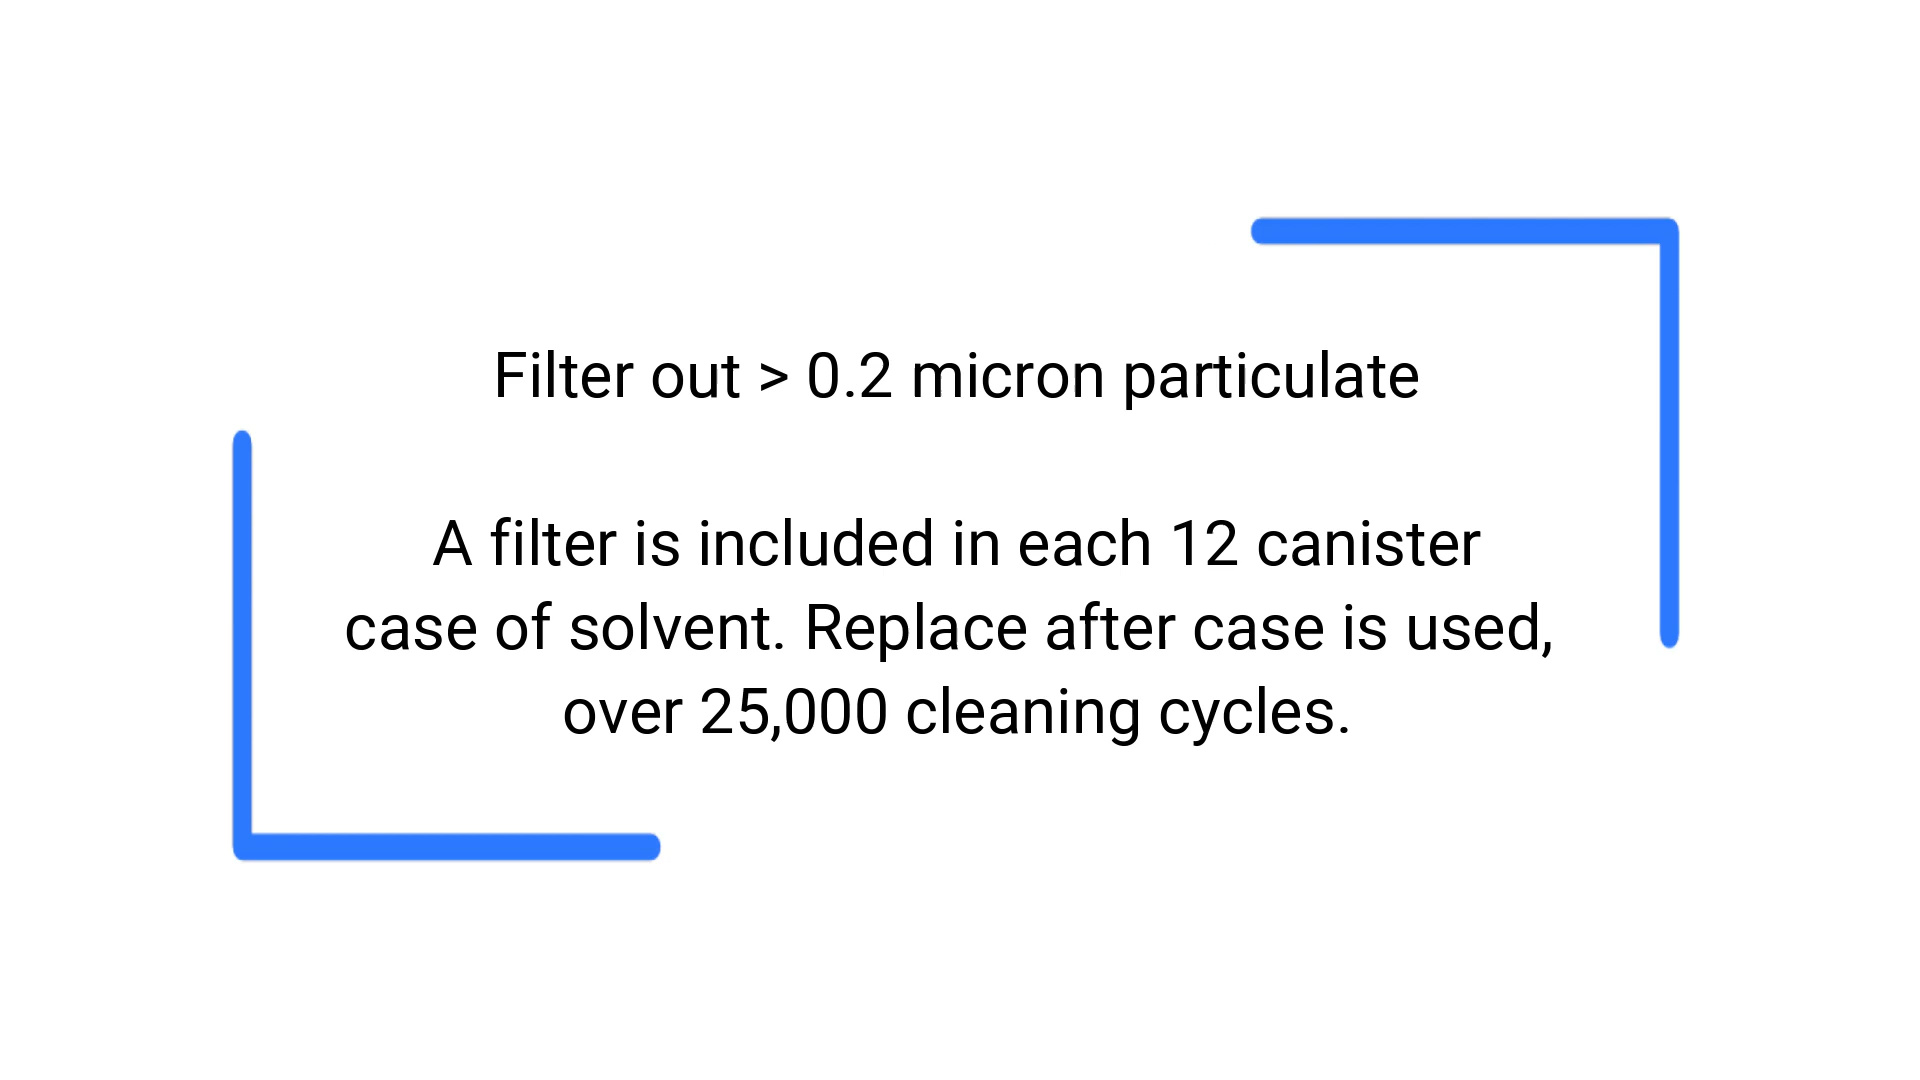 Filter out > 0.2 micron particulate
A filter is included in each 12 canister
case of solvent. Replace after case is used,
over 25,000 cleaning cycles.